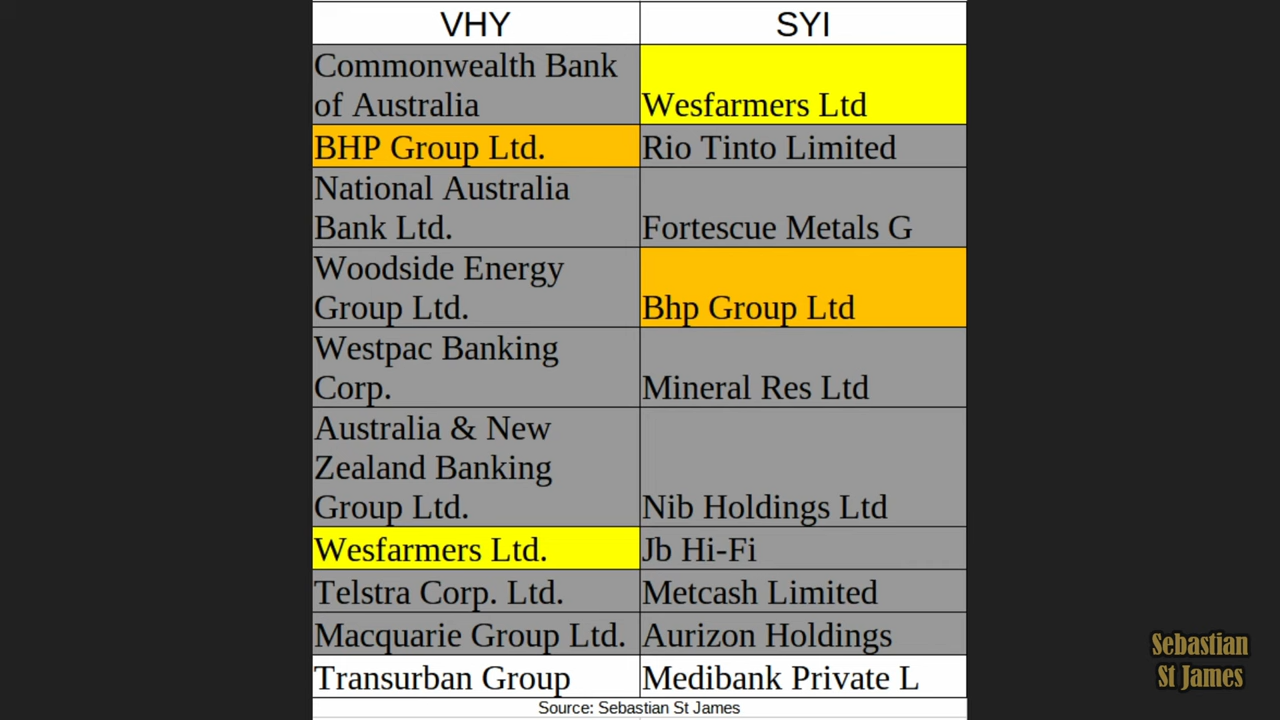 VHY SYI
Commonwealth Bank
of Australia
Wesfarmers Ltd
BHP Group Ltd.
Rio Tinto Limited
National Australia
Bank Ltd.
Fortescue Metals G
Woodside Energy
Group Ltd.
Bhp Group Ltd
Westpac Banking
Corp.
Mineral Res Ltd
Australia & New
Zealand Banking
Group Ltd.
Nib Holdings Ltd
Wesfarmers Ltd.
Jb Hi-Fi
Telstra Corp. Ltd.
Metcash Limited
Macquarie Group Ltd.
Aurizon Holdings
Transurban Group
Medibank Private L
Source: Sebastian St James
Sebastian
St James